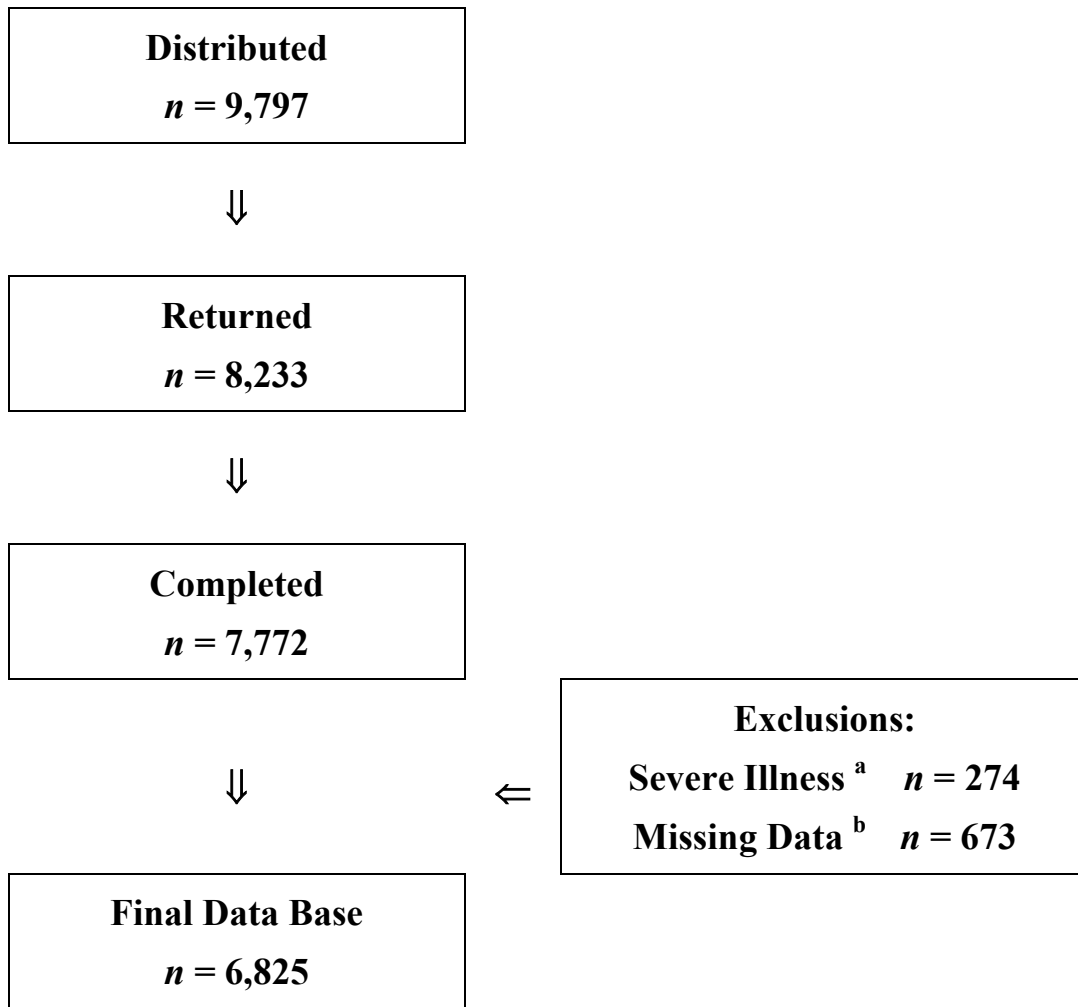 Distributed
n = 9,797
⇓
Returned
n = 8,233
⇓
Completed
n = 7,772
⇓
⇐
Exclusions:
Severe Illness a n = 274
Missing Data b n = 673
Final Data Base
n = 6,825